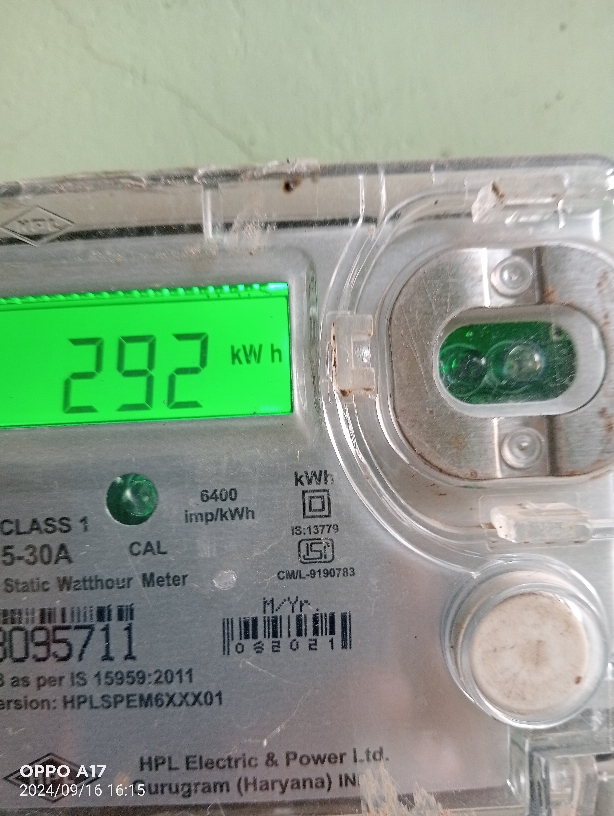 HPL
292 kWh
6400
imp/kWh
kWh
IS:13779
CM/L-9190783
CLASS 1
5-30A
CAL
Static Watthour Meter
M/Yr.
082021
095711
as per IS 15959:2011
ersion: HPLSPEM6XXX01
HPL Electric & Power Ltd.
Gurugram (Haryana) IN
OPPO A17
2024/09/16 16:15